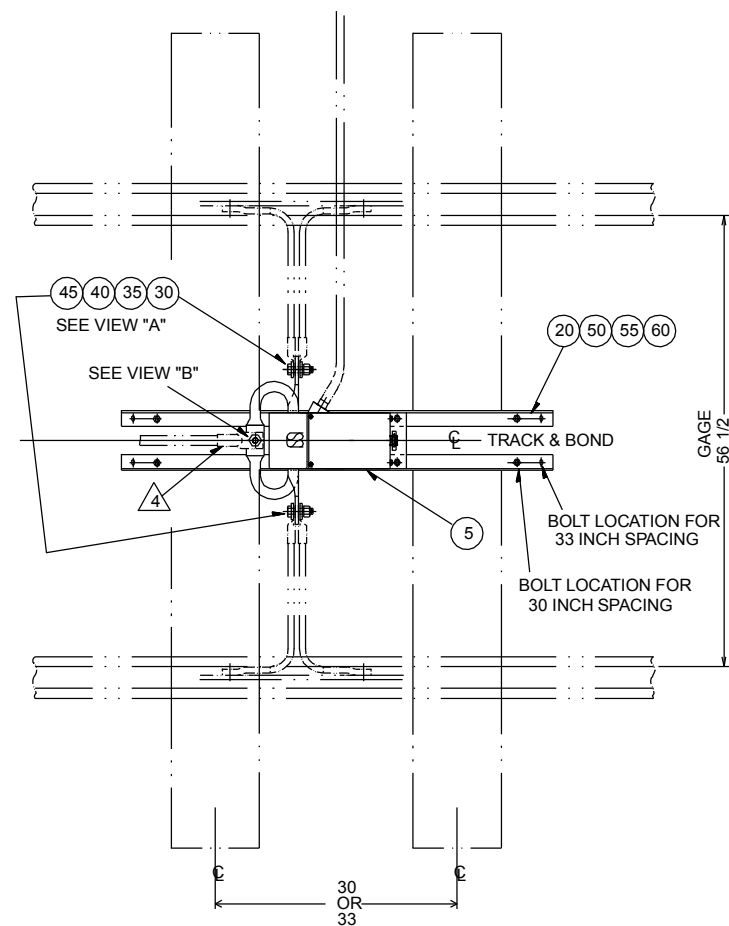 45 40 35 30
SEE VIEW "A"
20 50 55 60
SEE VIEW "B"
℄ TRACK & BOND
GAGE
56 1/2
4
5
BOLT LOCATION FOR
33 INCH SPACING
BOLT LOCATION FOR
30 INCH SPACING
℄
℄
30
OR
33